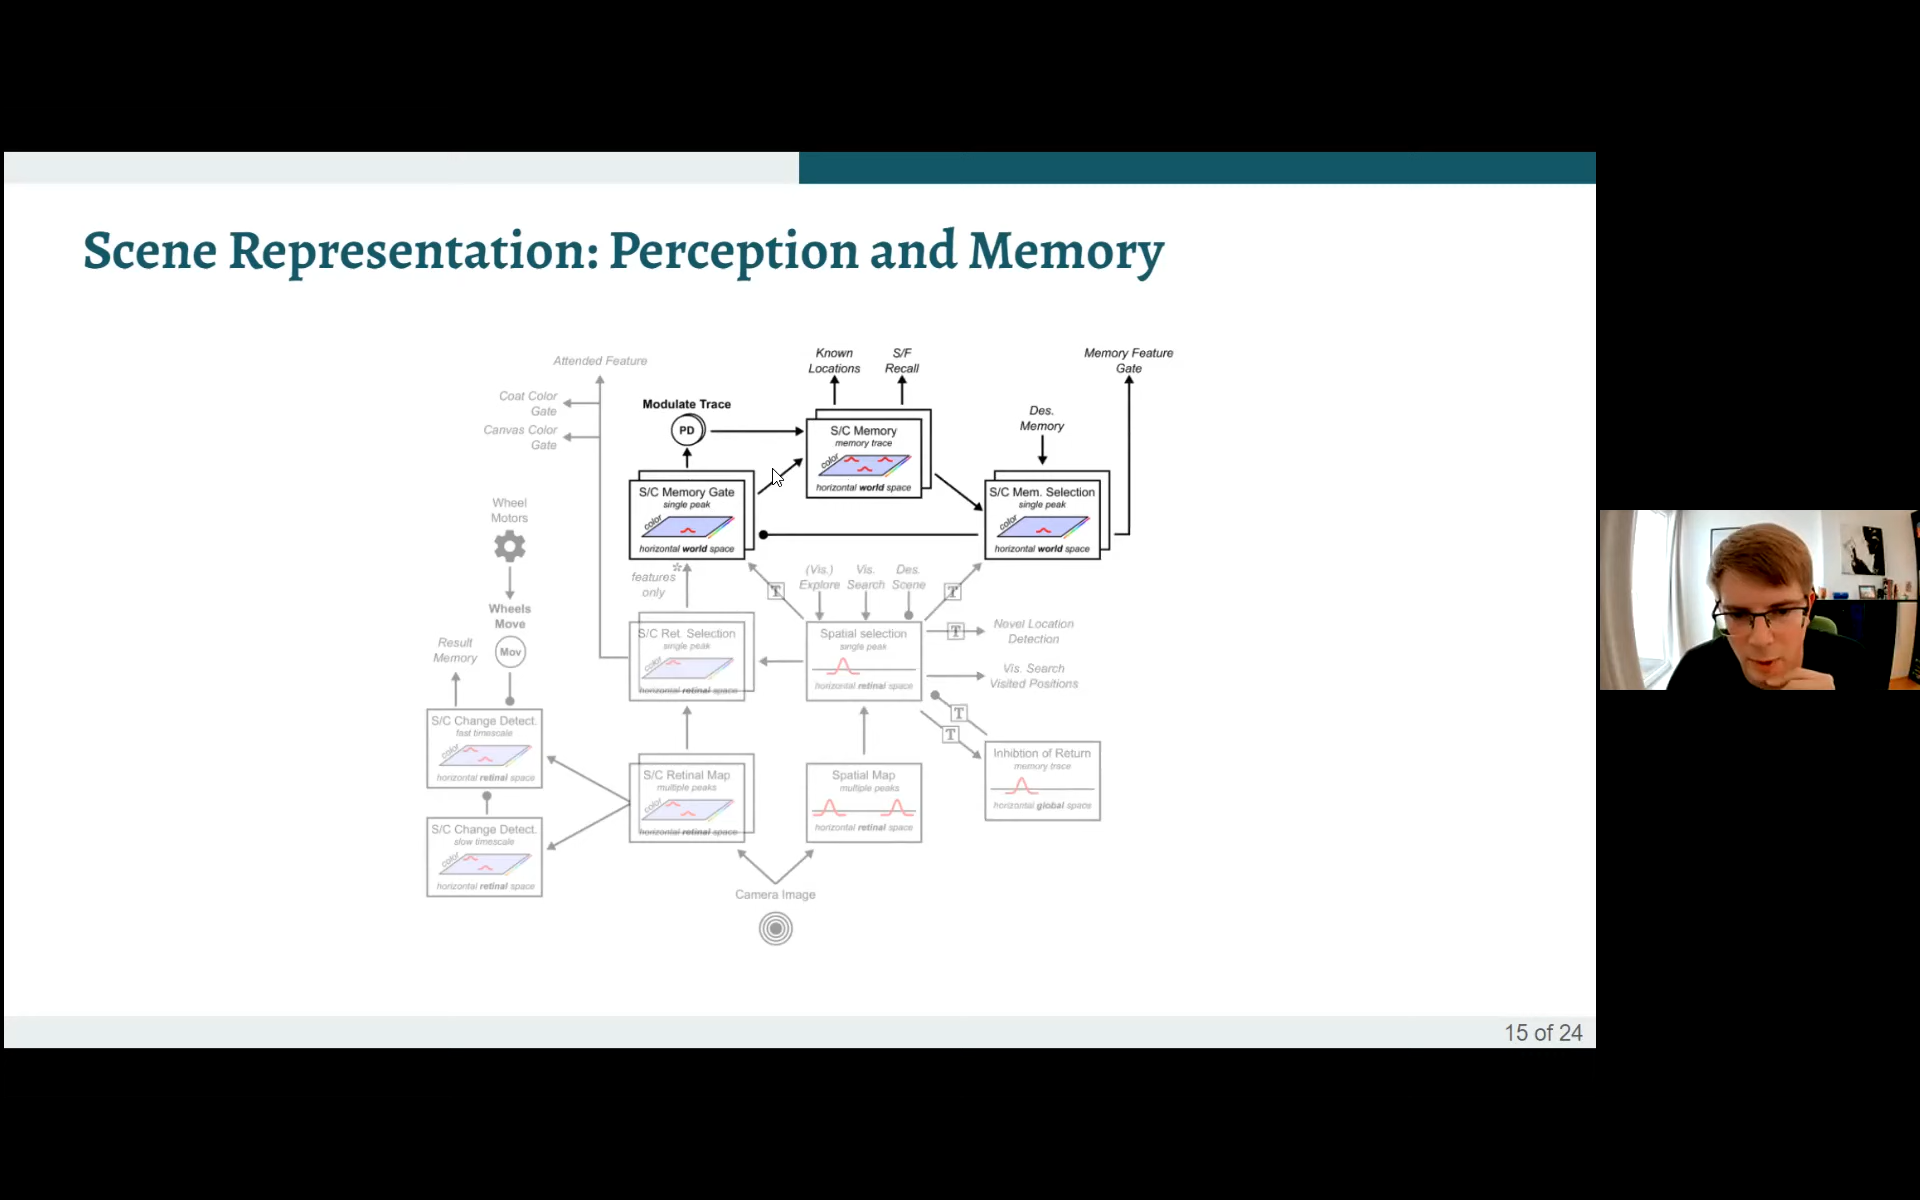 Scene Representation: Perception and Memory
Attended Feature
Coat Color
Gate
Canvas Color
Gate
Modulate Trace
PD
Known
Locations
S/F
Recall
Memory Feature
Gate
S/C Memory
memory trace
color
horizontal world space
Des.
Memory
S/C Memory Gate
single peak
color
horizontal world space
S/C Mem. Selection
single peak
color
horizontal world space
Wheel
Motors
Wheels
Move
Mov
Result
Memory
*
features
only
T
(Vis.)
Explore
Vis.
Search
Des.
Scene
T
S/C Ret. Selection
single peak
color
horizontal retinal space
Spatial selection
single peak
horizontal retinal space
T
Novel Location
Detection
Vis. Search
Visited Positions
T
T
S/C Change Detect.
fast timescale
color
horizontal retinal space
S/C Retinal Map
multiple peaks
color
horizontal retinal space
Spatial Map
multiple peaks
horizontal retinal space
Inhibtion of Return
memory trace
horizontal global space
S/C Change Detect.
slow timescale
color
horizontal retinal space
Camera Image
15 of 24